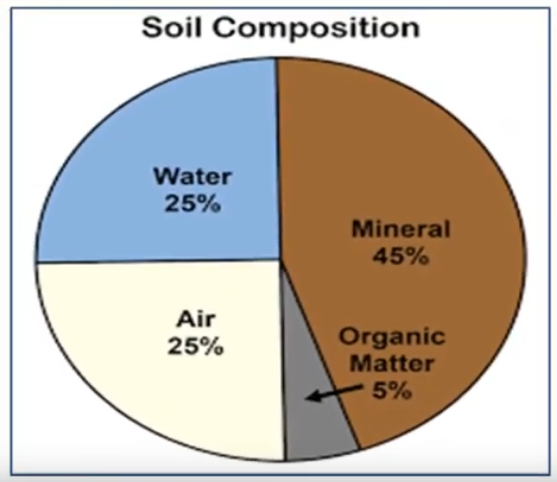 Soil Composition
Water
25%
Mineral
45%
Air
25%
Organic
Matter
5%